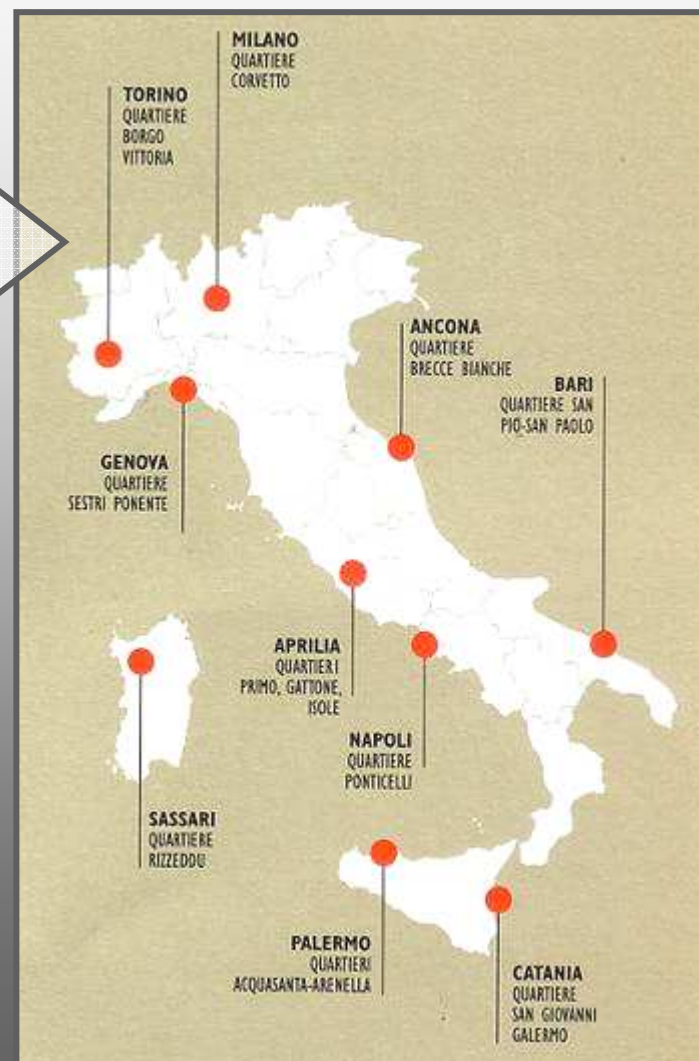 MILANO
QUARTIERE
CORVETTO
TORINO
QUARTIERE
BORGO
VITTORIA
ANCONA
QUARTIERE
BRECCE BIANCHE
BARI
QUARTIERE SAN
PIO-SAN PAOLO
GENOVA
QUARTIERE
SESTRI PONENTE
APRILIA
QUARTIERI
PRIMO, GATTONE,
ISOLE
NAPOLI
QUARTIERE
PONTICELLI
SASSARI
QUARTIERE
RIZZEDDU
PALERMO
QUARTIERI
ACQUASANTA-ARENELLA
CATANIA
QUARTIERE
SAN GIOVANNI
GALERMO